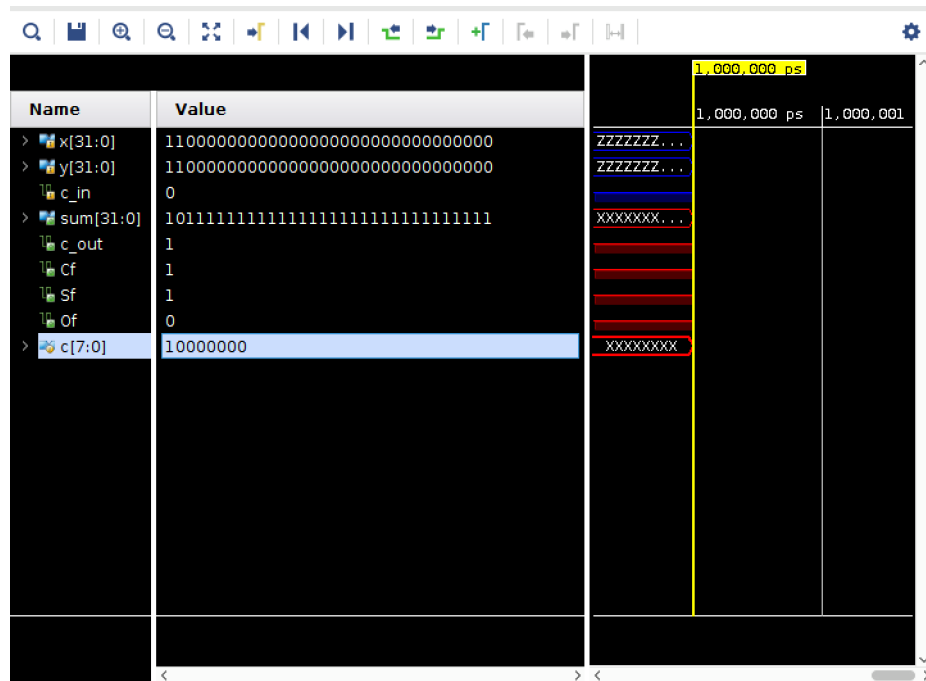 1,000,000 ps
Name Value 1,000,000 ps 1,000,001
x[31:0] 11000000000000000000000000000000 ZZZZZZZ...
y[31:0] 11000000000000000000000000000000 ZZZZZZZ...
c_in 0
sum[31:0] 10111111111111111111111111111111 XXXXXXX...
c_out 1
Cf 1
Sf 1
Of 0
c[7:0] 10000000 XXXXXXXX